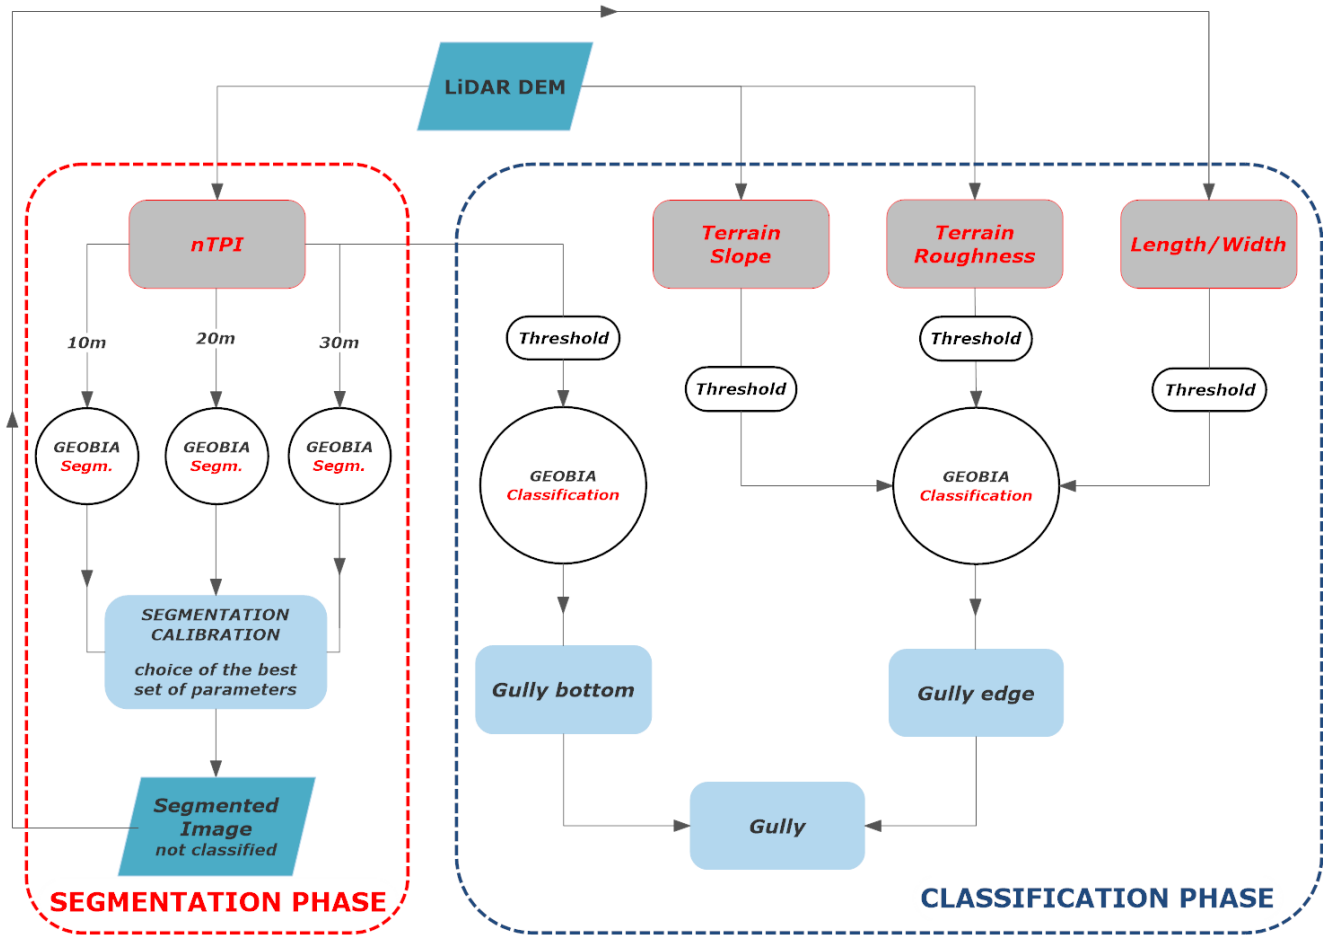 LiDAR DEM
nTPI
10m
20m
30m
GEOBIA
Segm.
GEOBIA
Segm.
GEOBIA
Segm.
SEGMENTATION
CALIBRATION
choice of the best
set of parameters
Segmented
Image
not classified
SEGMENTATION PHASE
Terrain
Slope
Terrain
Roughness
Length/Width
Threshold
Threshold
Threshold
Threshold
GEOBIA
Classification
GEOBIA
Classification
Gully bottom
Gully edge
Gully
CLASSIFICATION PHASE